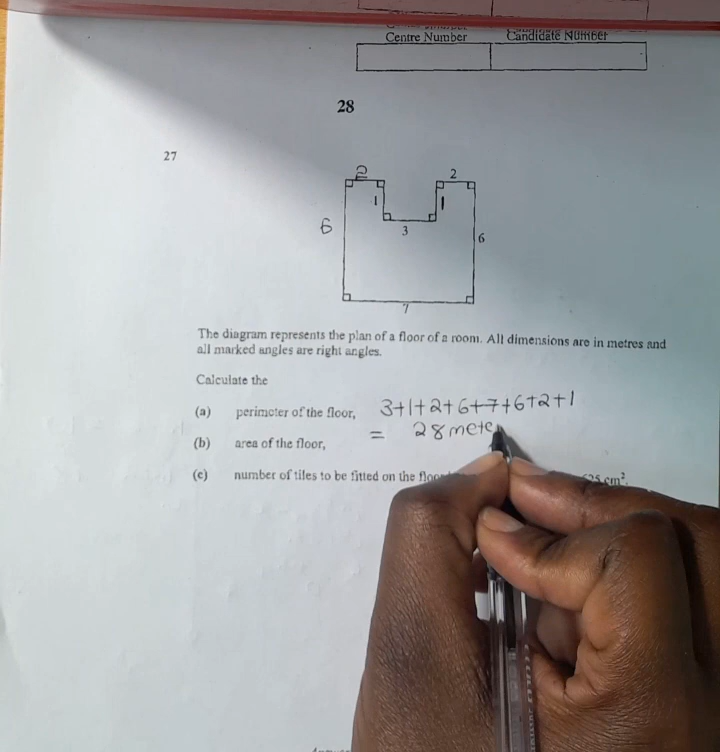 Centre Number Candidate Number
28
27
2 2
1 1
6 3 6
7
The diagram represents the plan of a floor of a room. All dimensions are in metres and
all marked angles are right angles.
Calculate the
(a) perimeter of the floor, 3+1+2+6+7+6+2+1
= 28 mete
(b) area of the floor,
(c) number of tiles to be fitted on the floor cm².